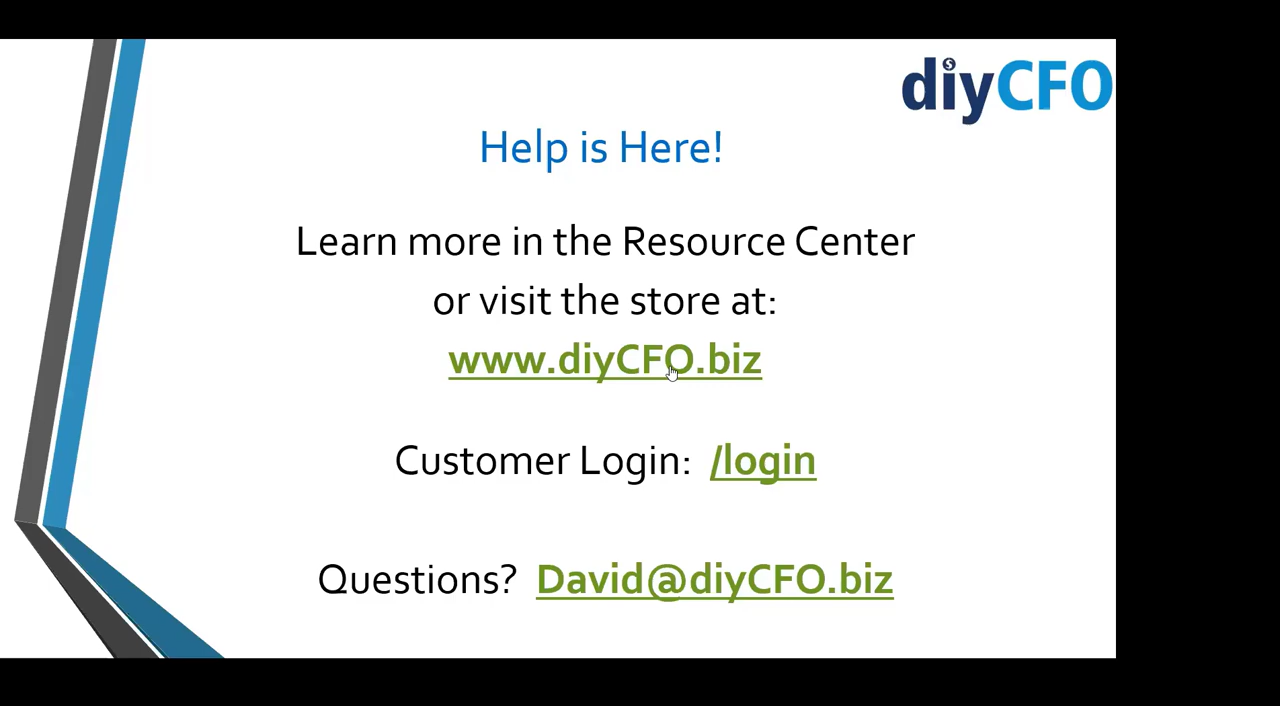 diyCFO
Help is Here!
Learn more in the Resource Center
or visit the store at:
www.diyCFO.biz
Customer Login: /login
Questions? David@diyCFO.biz